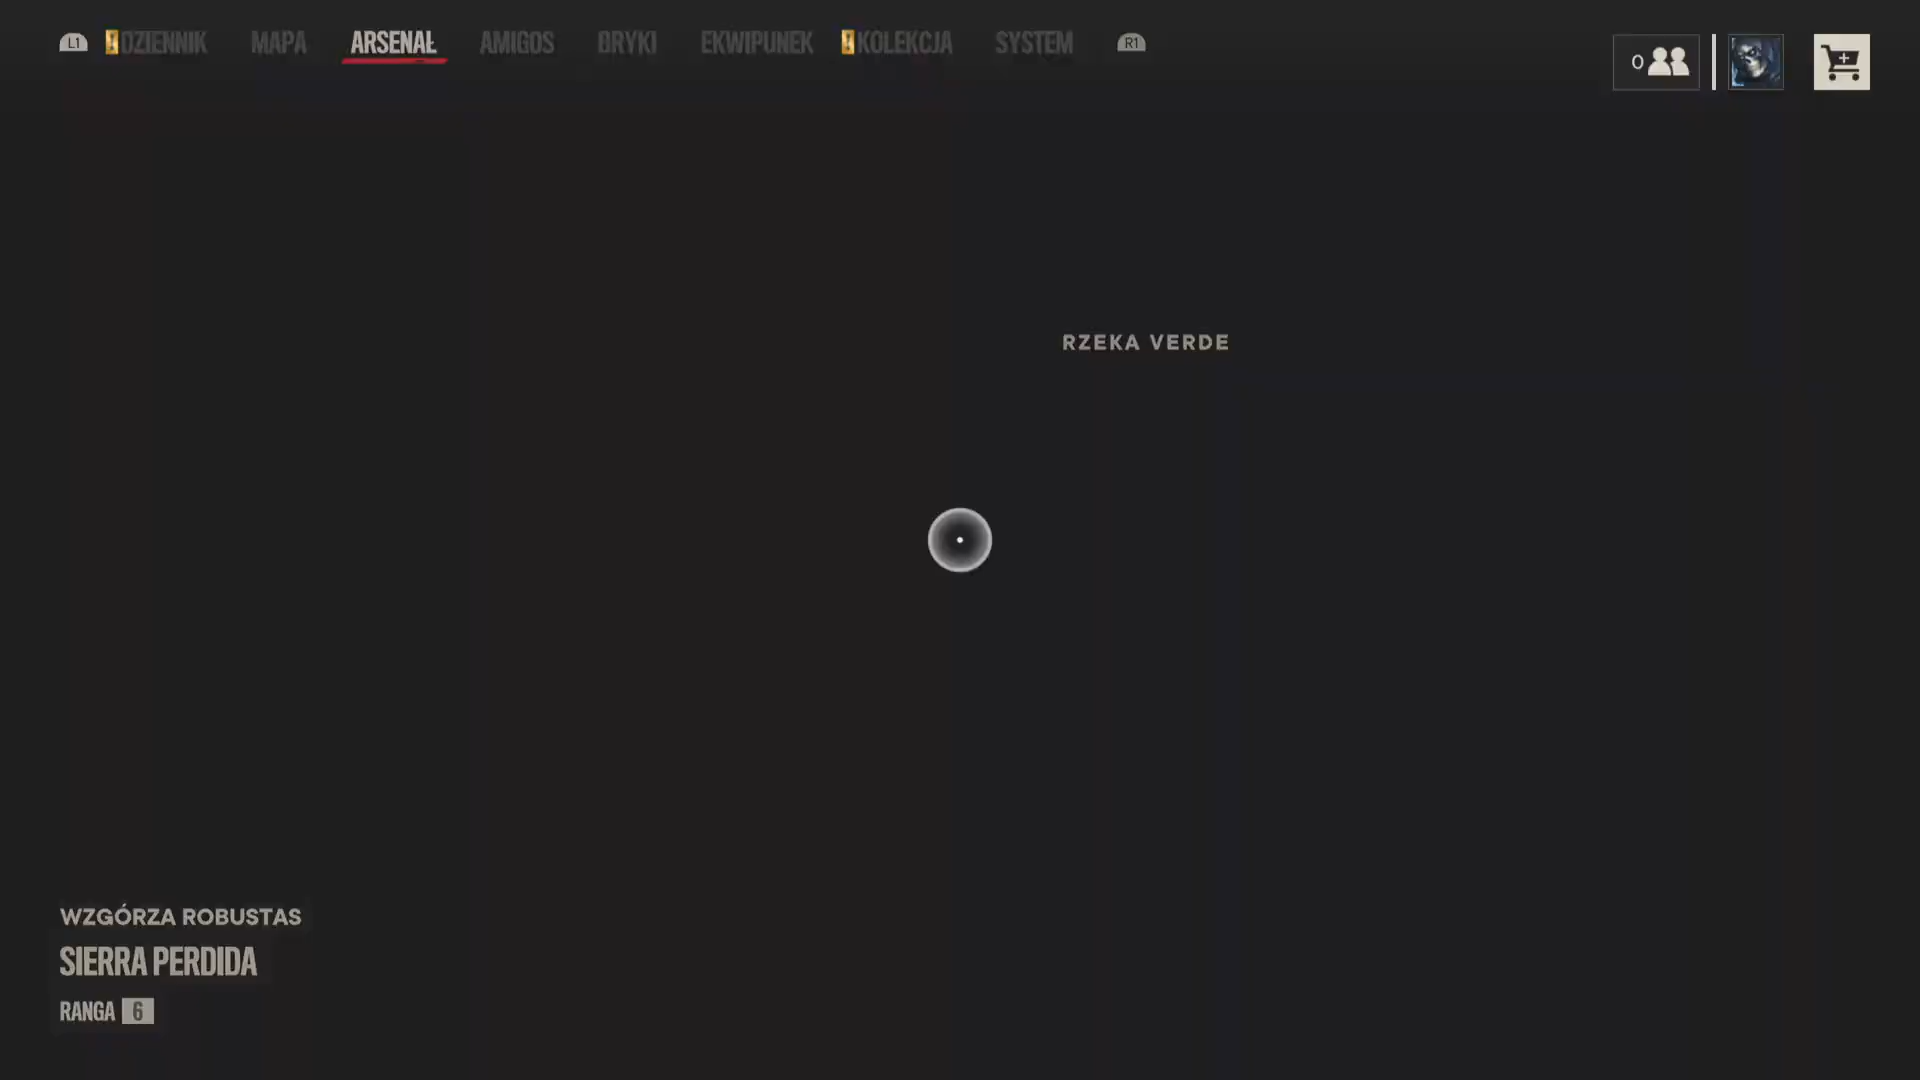 L1 DZIENNIK MAPA ARSENAŁ AMIGOS BRYKI EKWIPUNEK KOLEKCJA SYSTEM R1
0
RZEKA VERDE
WZGÓRZA ROBUSTAS
SIERRA PERDIDA
RANGA 6